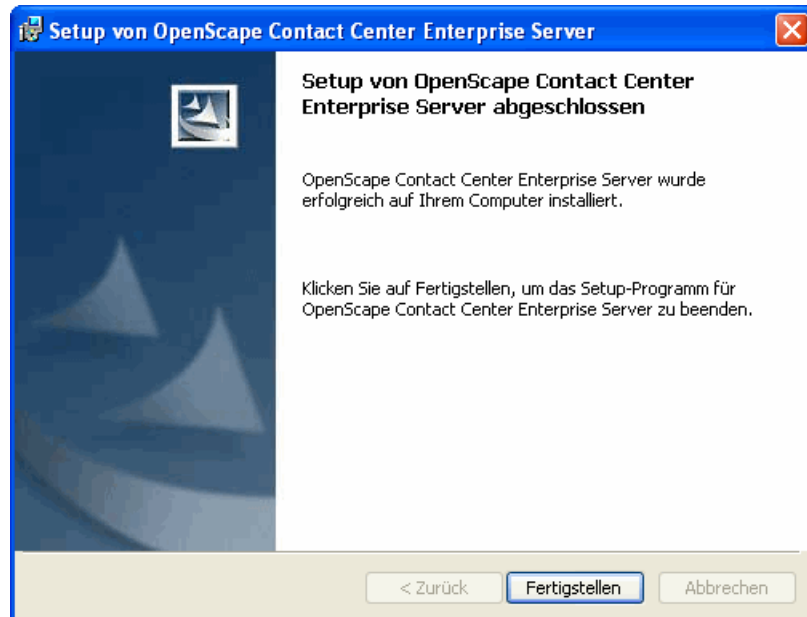 Setup von OpenScape Contact Center Enterprise Server
Setup von OpenScape Contact Center
Enterprise Server abgeschlossen
OpenScape Contact Center Enterprise Server wurde
erfolgreich auf Ihrem Computer installiert.
Klicken Sie auf Fertigstellen, um das Setup-Programm für
OpenScape Contact Center Enterprise Server zu beenden.
< Zurück
Fertigstellen
Abbrechen